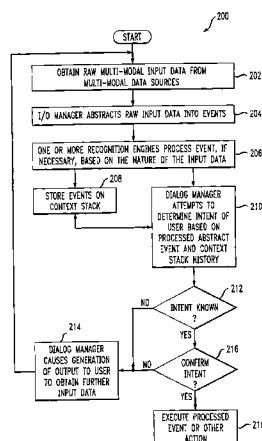 200
START
OBTAIN RAW MULTI-MODAL INPUT DATA FROM
MULTI-MODAL DATA SOURCES
202
I/O MANAGER ABSTRACTS RAW INPUT DATA INTO EVENTS
204
ONE OR MORE RECOGNITION ENGINES PROCESS EVENT, IF
NECESSARY, BASED ON THE NATURE OF THE INPUT DATA
206
208
STORE EVENTS ON
CONTEXT STACK
210
DIALOG MANAGER
ATTEMPTS TO
DETERMINE INTENT OF
USER BASED ON
PROCESSED ABSTRACT
EVENT AND CONTEXT
STACK HISTORY
212
INTENT KNOWN
?
NO
YES
214
DIALOG MANAGER
CAUSES GENERATION
OF OUTPUT TO USER
TO OBTAIN FURTHER
INPUT DATA
216
CONFIRM
INTENT
?
NO
YES
EXECUTE PROCESSED
EVENT OR OTHER
ACTION
218